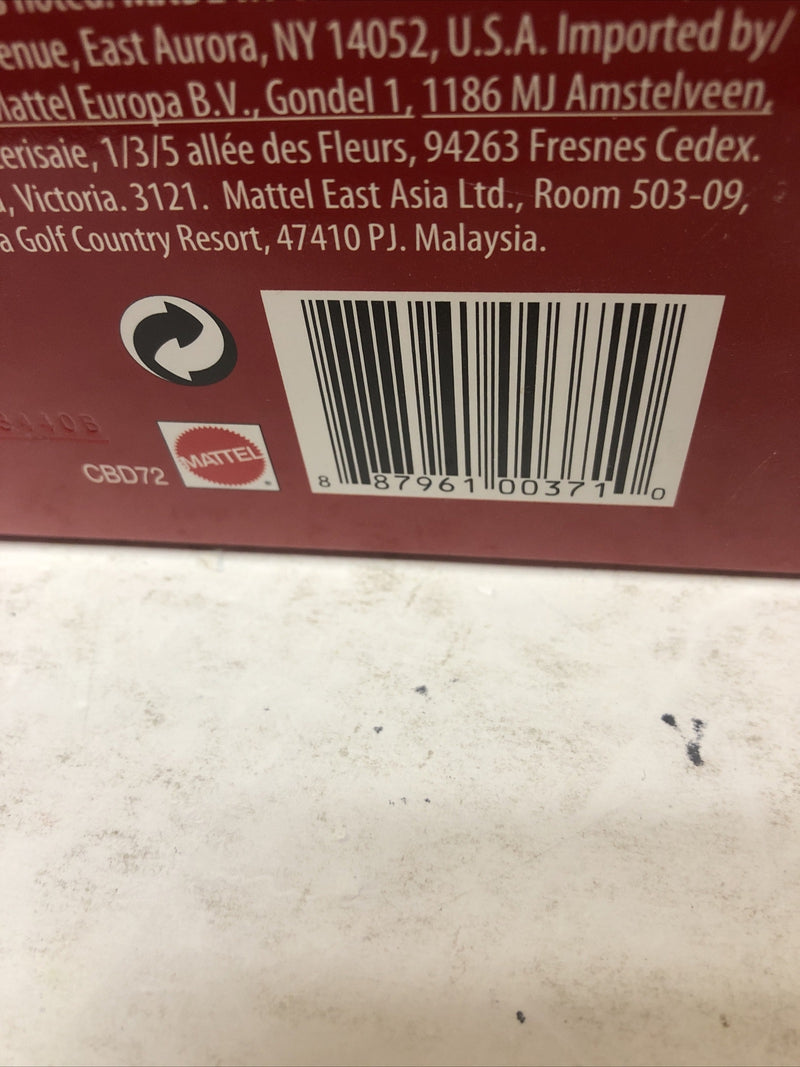 enue, East Aurora, NY 14052, U.S.A. Imported by/
Mattel Europa B.V., Gondel 1, 1186 MJ Amstelveen,
erisaie, 1/3/5 allée des Fleurs, 94263 Fresnes Cedex.
, Victoria. 3121. Mattel East Asia Ltd., Room 503-09,
a Golf Country Resort, 47410 PJ. Malaysia.
MATTEL
CBD72
8 87961 00371 0